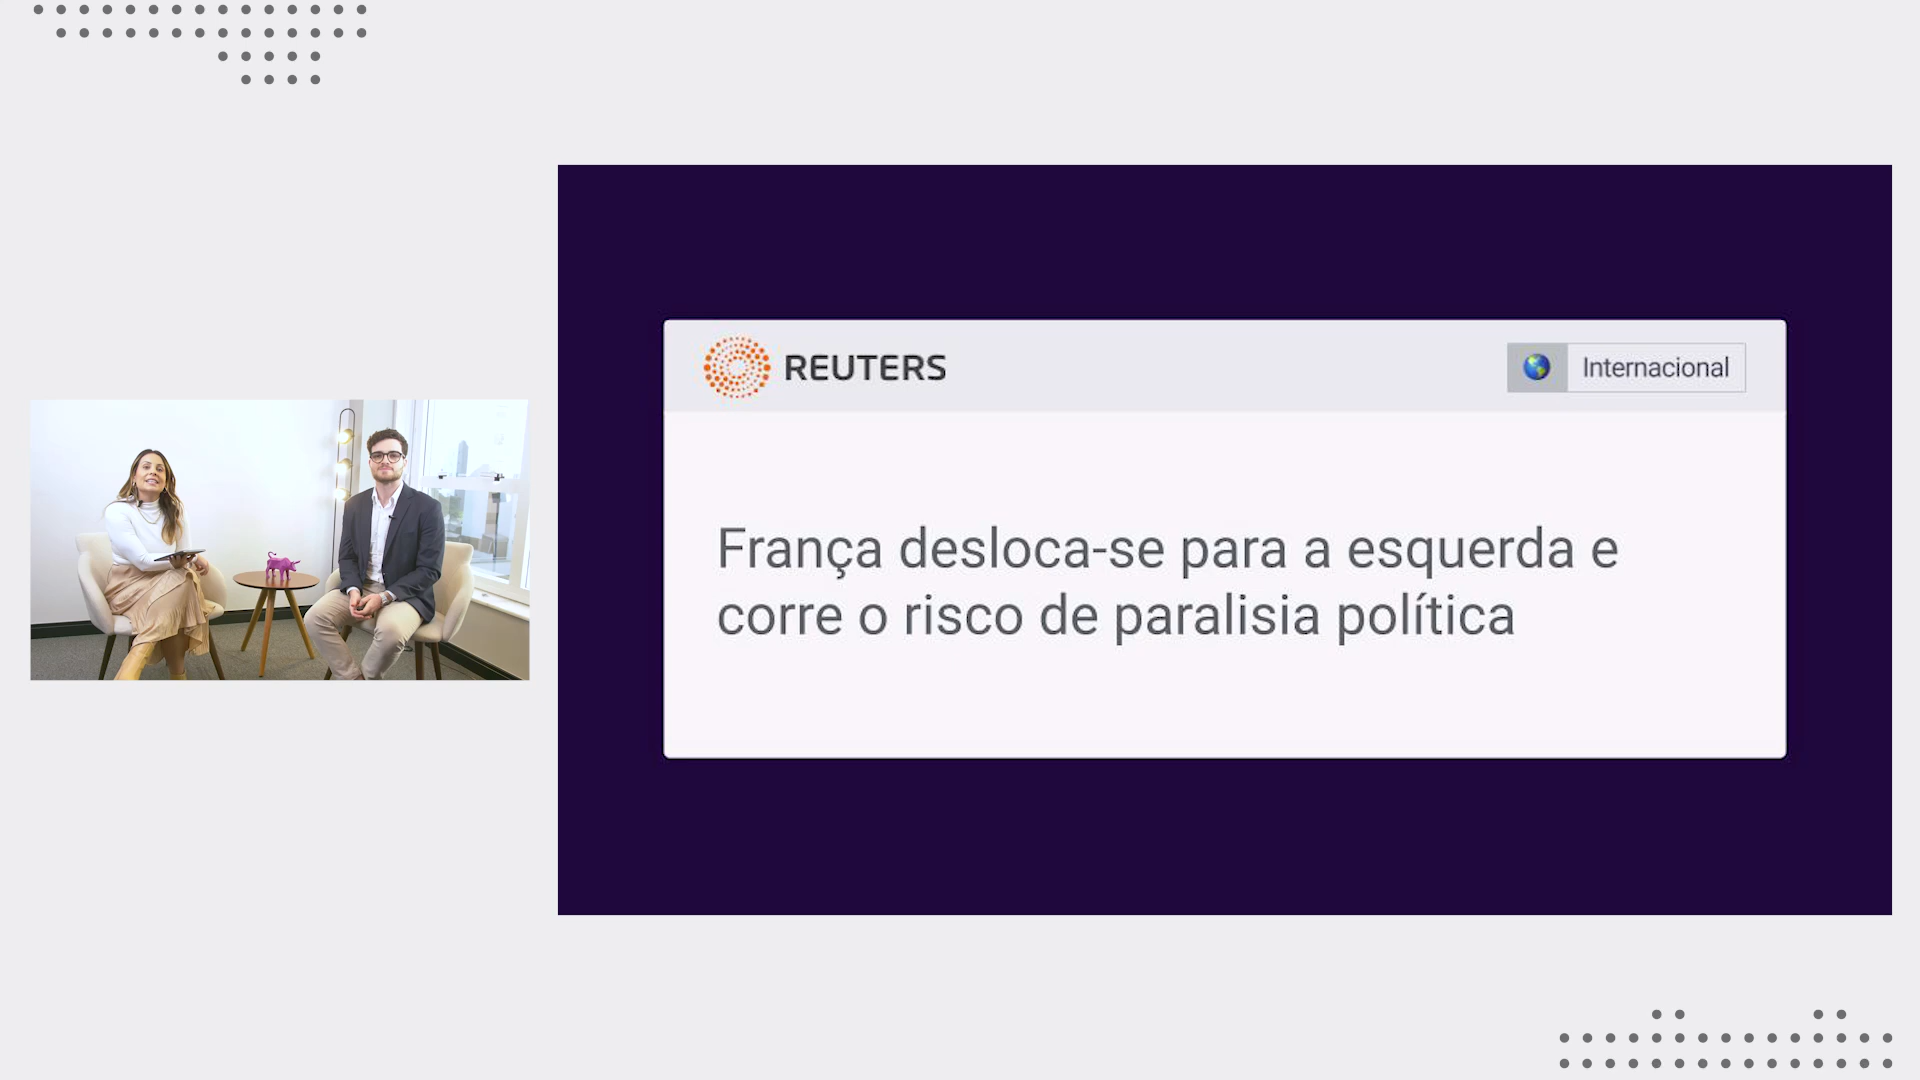 REUTERS
Internacional
França desloca-se para a esquerda e
corre o risco de paralisia política